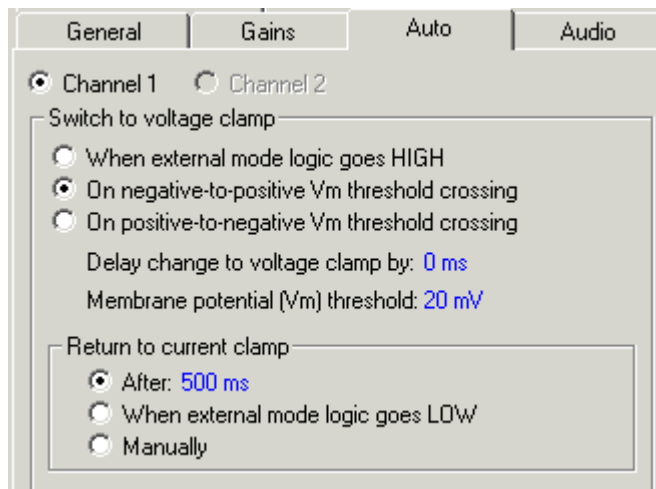 General Gains Auto Audio
Channel 1 Channel 2
Switch to voltage clamp
When external mode logic goes HIGH
On negative-to-positive Vm threshold crossing
On positive-to-negative Vm threshold crossing
Delay change to voltage clamp by: 0 ms
Membrane potential (Vm) threshold: 20 mV
Return to current clamp
After: 500 ms
When external mode logic goes LOW
Manually